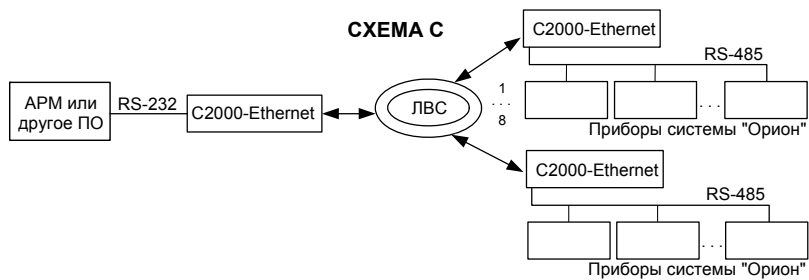 СХЕМА С
С2000-Ethernet
RS-485
АРМ или
другое ПО
RS-232
С2000-Ethernet
ЛВС
1
. . .
8
. . .
Приборы системы "Орион"
С2000-Ethernet
RS-485
. . .
Приборы системы "Орион"